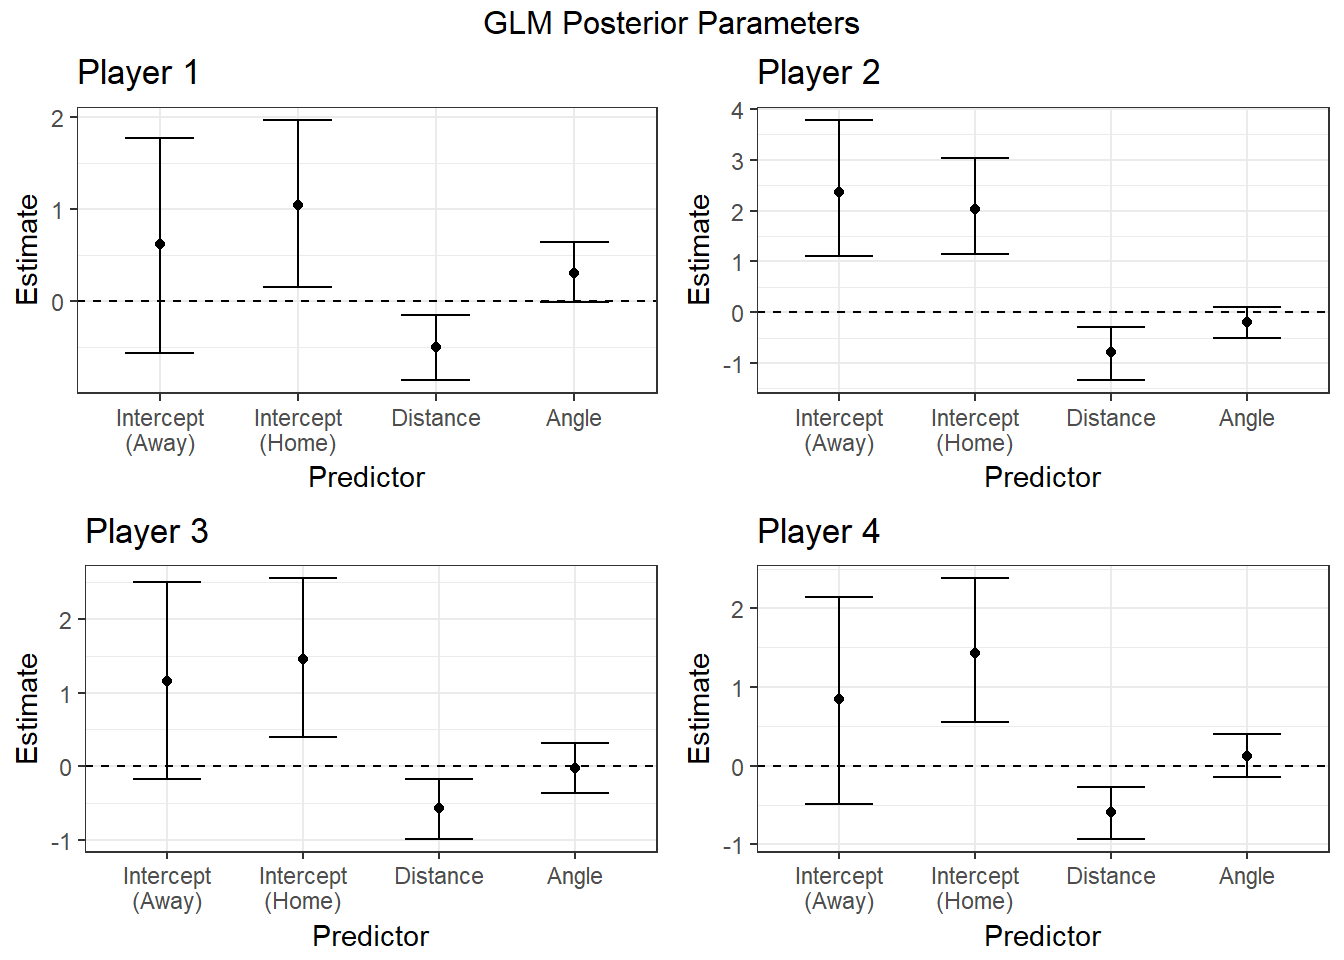 GLM Posterior Parameters
Player 1
Estimate
2
1
0
Intercept
(Away)
Intercept
(Home)
Distance
Angle
Predictor
Player 2
Estimate
4
3
2
1
0
-1
Intercept
(Away)
Intercept
(Home)
Distance
Angle
Predictor
Player 3
Estimate
2
1
0
-1
Intercept
(Away)
Intercept
(Home)
Distance
Angle
Predictor
Player 4
Estimate
2
1
0
-1
Intercept
(Away)
Intercept
(Home)
Distance
Angle
Predictor